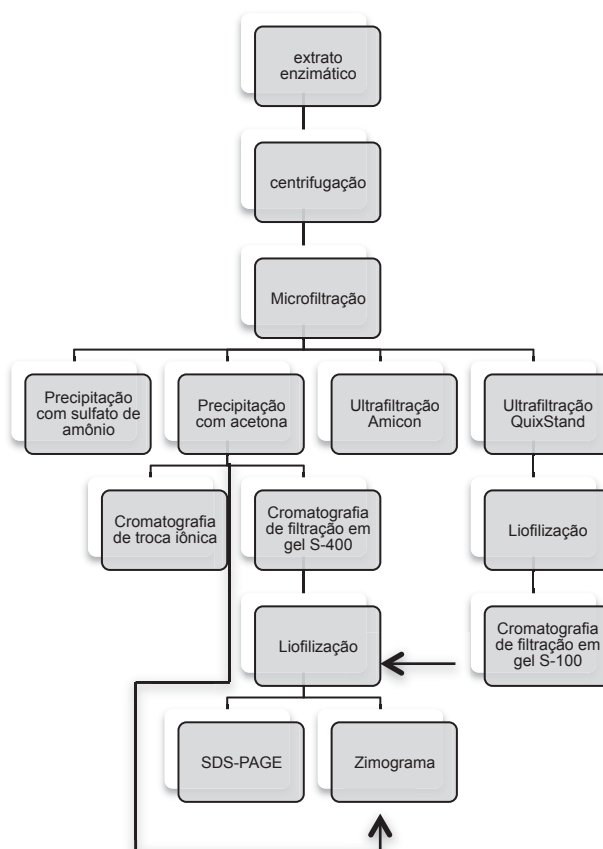 extrato
enzimático
centrifugação
Microfiltração
Precipitação
com sulfato de
amônio
Precipitação
com acetona
Ultrafiltração
Amicon
Ultrafiltração
QuixStand
Cromatografia
de troca iônica
Cromatografia
de filtração em
gel S-400
Liofilização
Liofilização
Cromatografia
de filtração em
gel S-100
SDS-PAGE
Zimograma